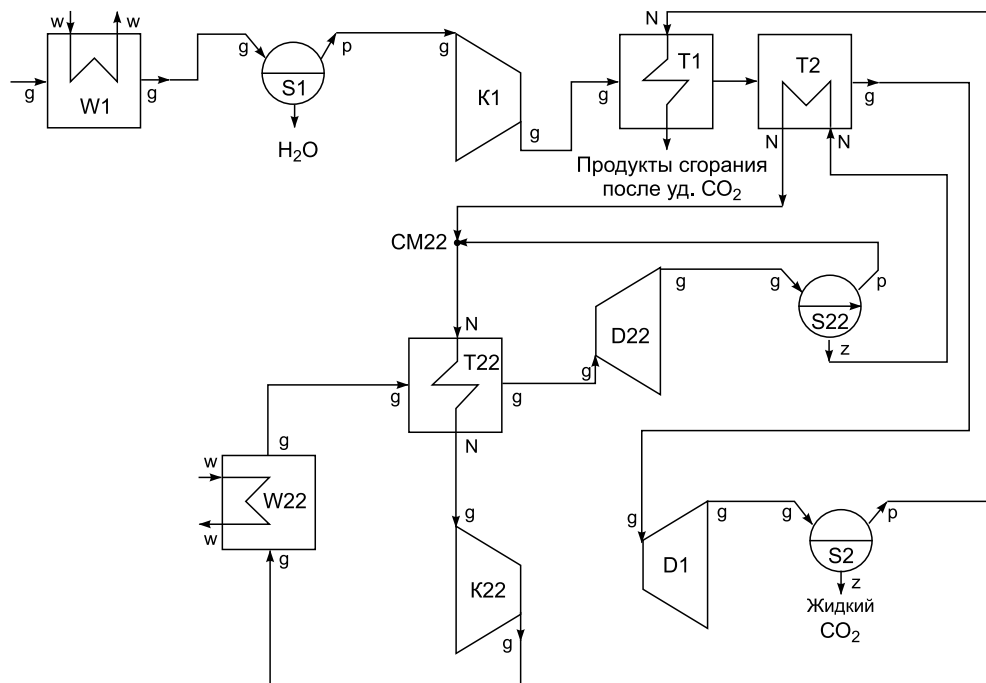 w w N
g p g
T1 T2
g g S1 K1 g g
W1
g
H₂O N N
Продукты сгорания
после уд. CO₂
СМ22
g g p
N D22 S22
T22 z
g g g
g N
w
W22 g g g p
g
w D1 S2
g K22 z
Жидкий
g CO₂